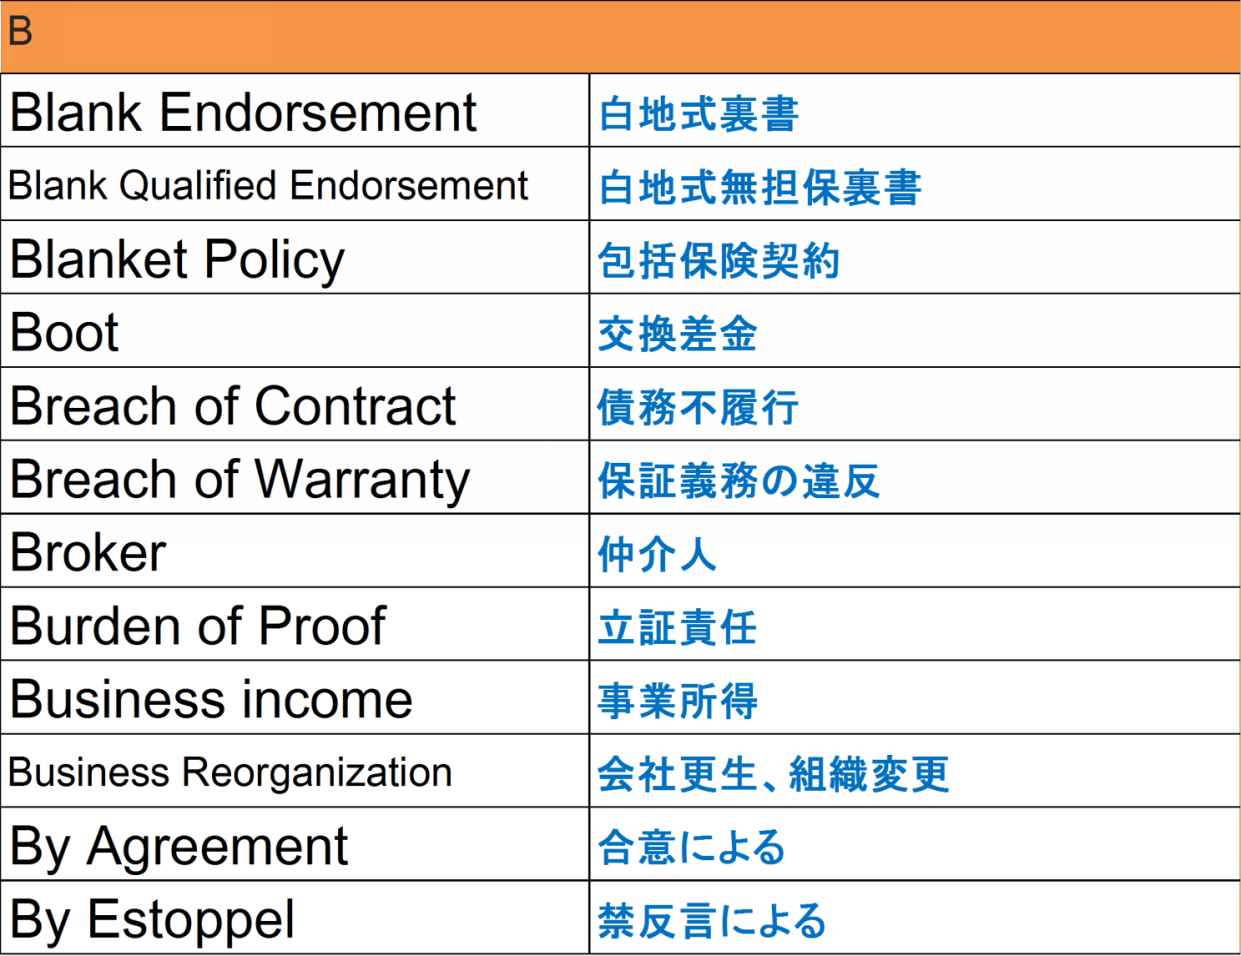 B
Blank Endorsement 白地式裏書
Blank Qualified Endorsement 白地式無担保裏書
Blanket Policy 包括保険契約
Boot 交換差金
Breach of Contract 債務不履行
Breach of Warranty 保証義務の違反
Broker 仲介人
Burden of Proof 立証責任
Business income 事業所得
Business Reorganization 会社更生、組織変更
By Agreement 合意による
By Estoppel 禁反言による